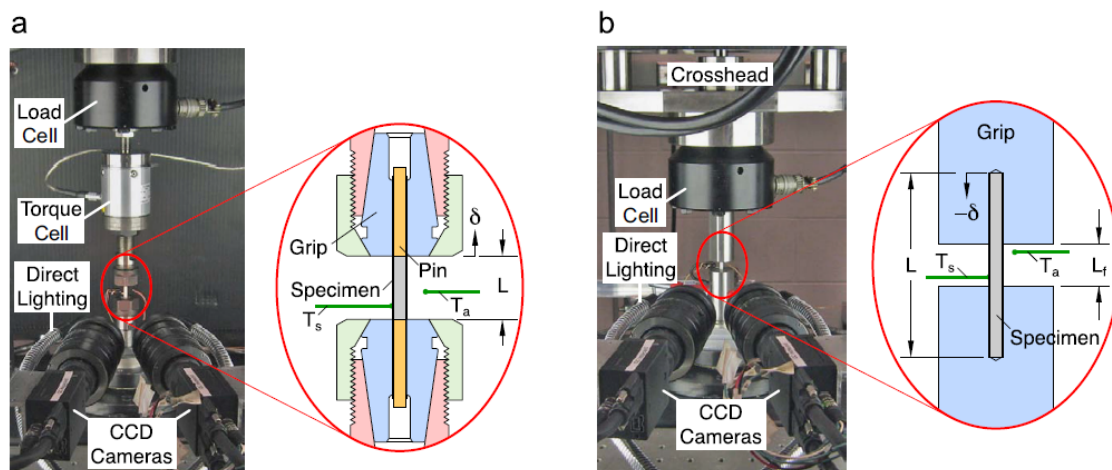 a
Load
Cell
Torque
Cell
Direct
Lighting
CCD
Cameras
Grip
Pin
Specimen
δ
L
Tₛ
Tₐ
b
Crosshead
Load
Cell
Direct
Lighting
CCD
Cameras
Grip
−δ
L
Tₛ
Tₐ
L_f
Specimen